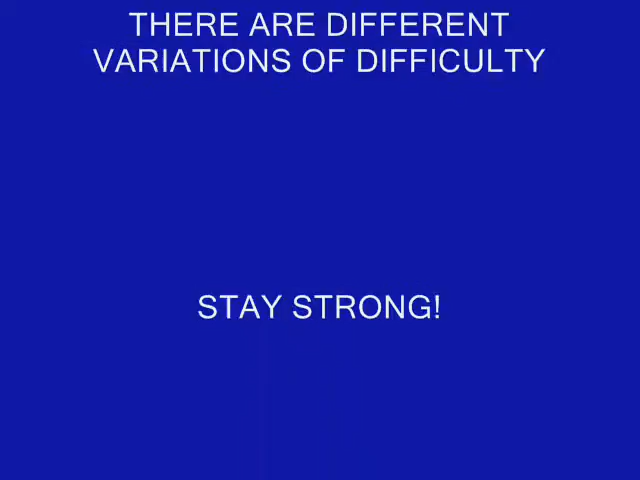 THERE ARE DIFFERENT
VARIATIONS OF DIFFICULTY
STAY STRONG!